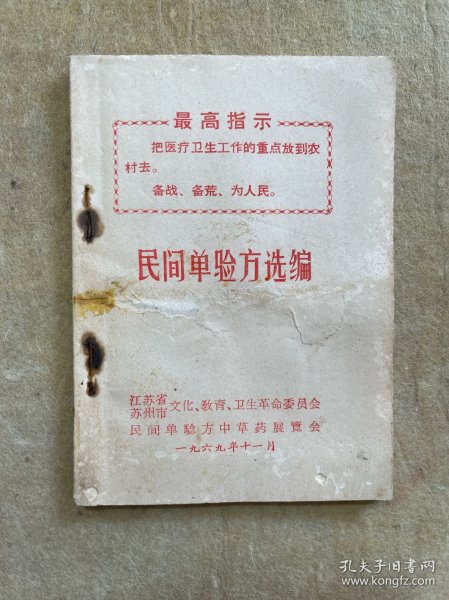 最高指示
把医疗卫生工作的重点放到农
村去。
备战、备荒、为人民。
民间单验方选编
江苏省
苏州市 文化、教育、卫生革命委员会
民间单验方中草药展览会
一九六九年十一月
孔夫子旧书网
www.kongfz.com